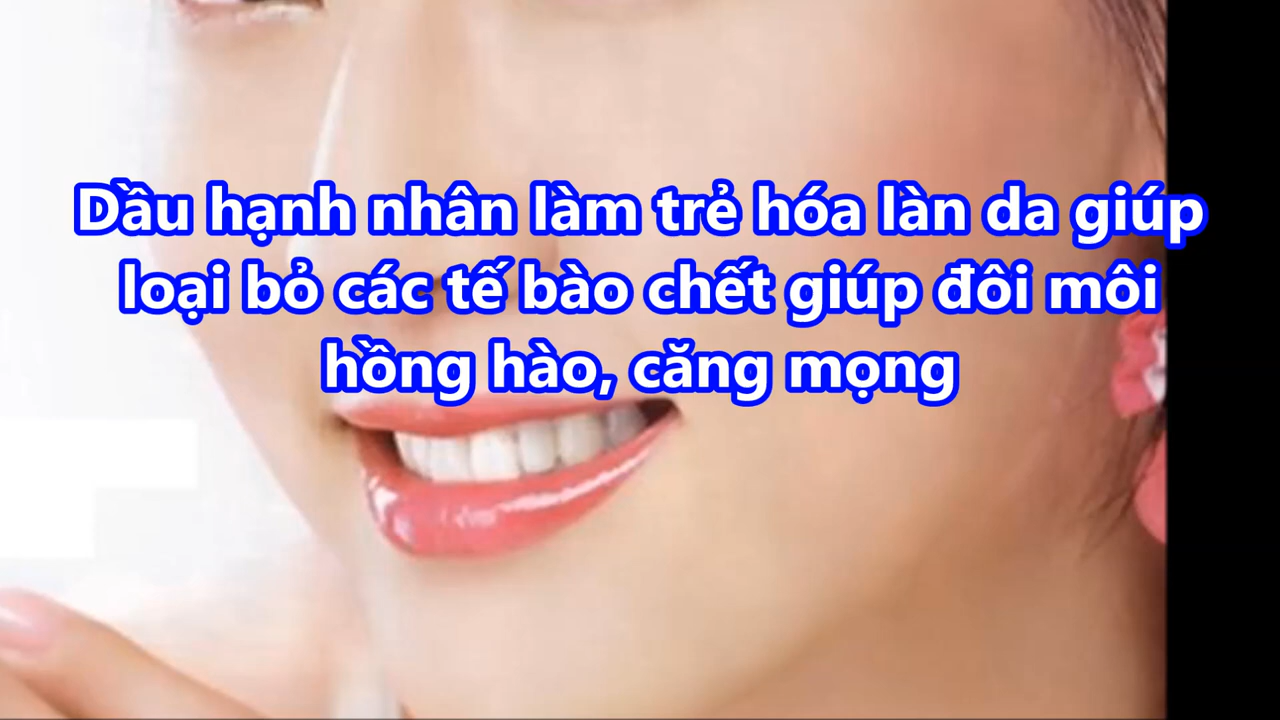 Dầu hạnh nhân làm trẻ hóa làn da giúp
loại bỏ các tế bào chết giúp đôi môi
hồng hào, căng mọng